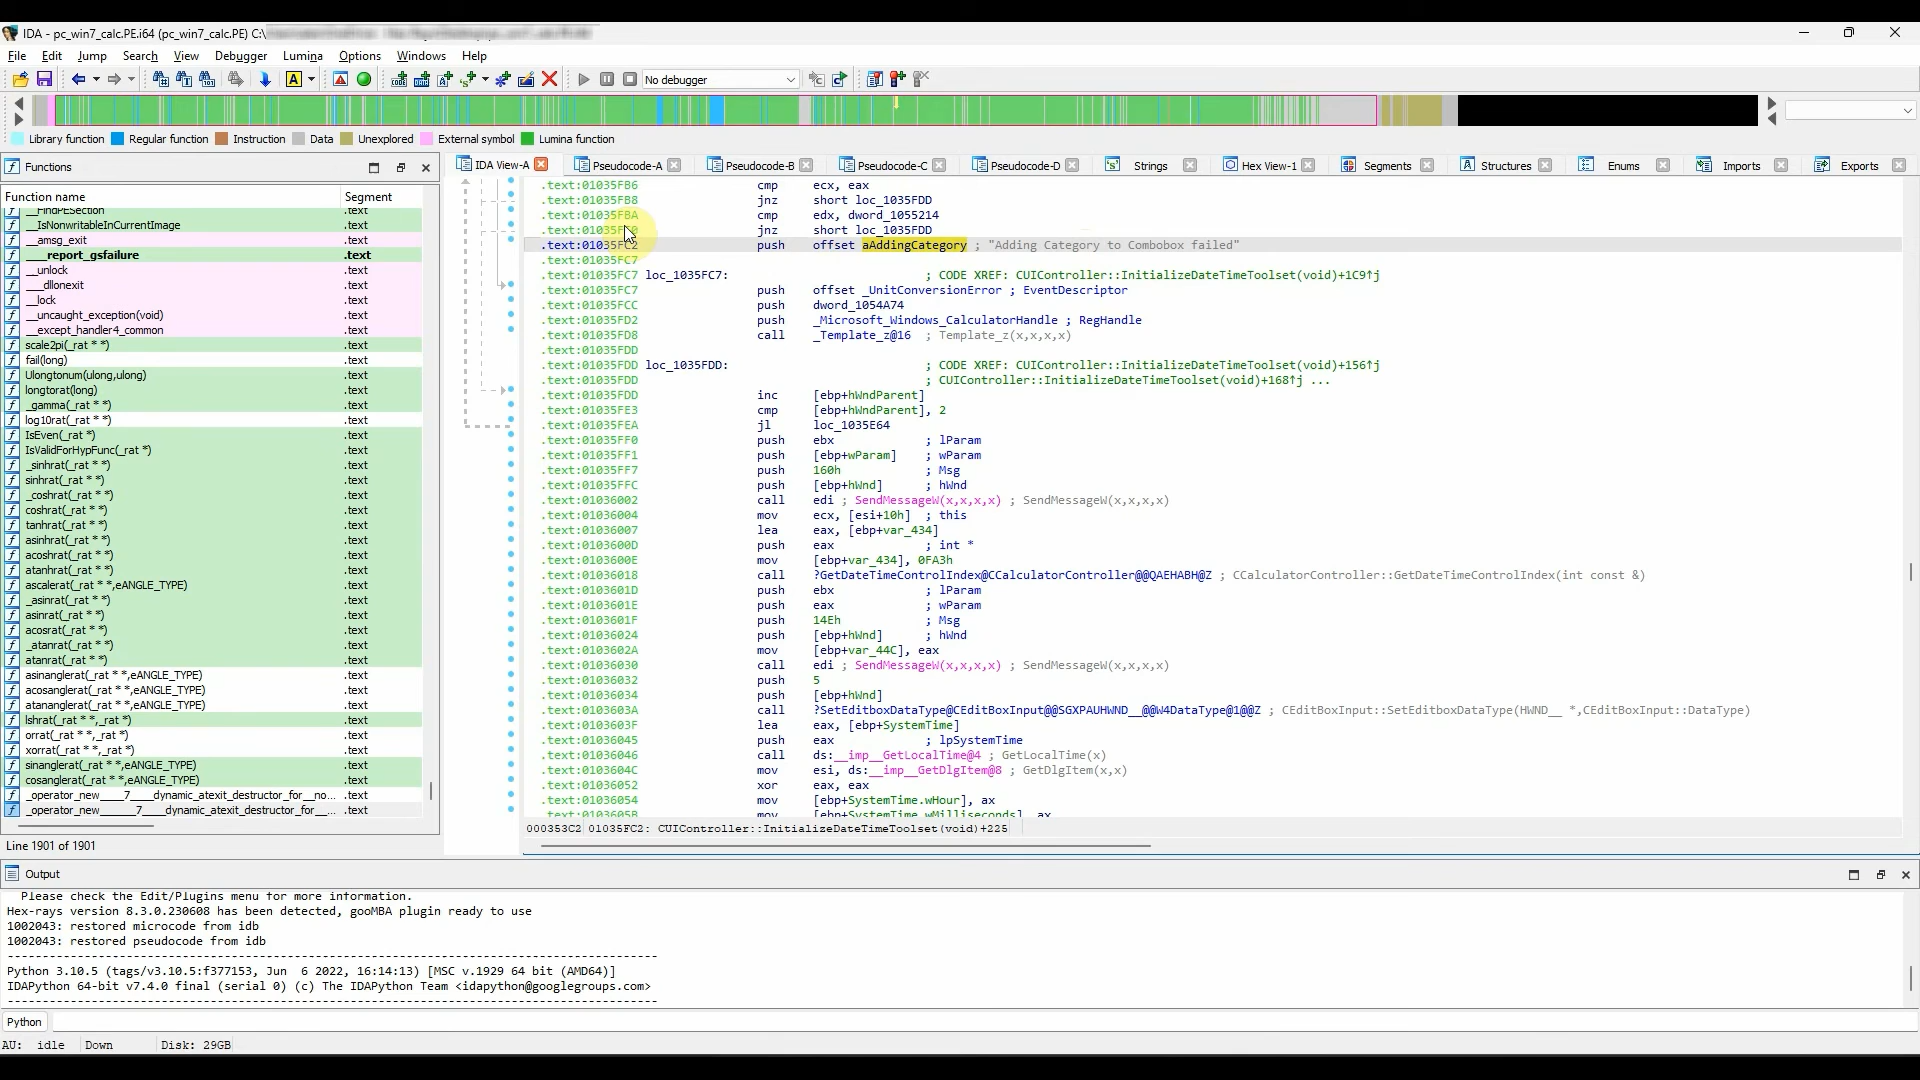 IDA - pc_win7_calc.PE.i64 (pc_win7_calc.PE) C:\
File Edit Jump Search View Debugger Lumina Options Windows Help
No debugger
Library function Regular function Instruction Data Unexplored External symbol Lumina function
Functions
IDA View-A Pseudocode-A Pseudocode-B Pseudocode-C Pseudocode-D Strings Hex View-1 Segments Structures Enums Imports Exports
Function name Segment
__FindPESection .text
__IsNonwritableInCurrentImage .text
__amsg_exit .text
____report_gsfailure .text
__unlock .text
___dllonexit .text
__lock .text
__uncaught_exception(void) .text
__except_handler4_common .text
scale2pi(_rat * *) .text
fail(long) .text
Ulongtonum(ulong,ulong) .text
longtorat(long) .text
_gamma(_rat * *) .text
log10rat(_rat * *) .text
IsEven(_rat *) .text
IsValidForHypFunc(_rat *) .text
_sinhrat(_rat * *) .text
sinhrat(_rat * *) .text
_coshrat(_rat * *) .text
coshrat(_rat * *) .text
tanhrat(_rat * *) .text
asinhrat(_rat * *) .text
acoshrat(_rat * *) .text
atanhrat(_rat * *) .text
ascalerat(_rat * *,eANGLE_TYPE) .text
_asinrat(_rat * *) .text
asinrat(_rat * *) .text
acosrat(_rat * *) .text
_atanrat(_rat * *) .text
atanrat(_rat * *) .text
asinanglerat(_rat * *,eANGLE_TYPE) .text
acosanglerat(_rat * *,eANGLE_TYPE) .text
atananglerat(_rat * *,eANGLE_TYPE) .text
lshrat(_rat * *,_rat *) .text
orrat(_rat * *,_rat *) .text
xorrat(_rat * *,_rat *) .text
sinanglerat(_rat * *,eANGLE_TYPE) .text
cosanglerat(_rat * *,eANGLE_TYPE) .text
_operator_new____7____dynamic_atexit_destructor_for__no... .text
_operator_new______7____dynamic_atexit_destructor_for__... .text
Line 1901 of 1901
.text:01035FB6 cmp ecx, eax
.text:01035FB8 jnz short loc_1035FDD
.text:01035FBA cmp edx, dword_1055214
.text:01035FC0 jnz short loc_1035FDD
.text:01035FC2 push offset aAddingCategory ; "Adding Category to Combobox failed"
.text:01035FC7
.text:01035FC7 loc_1035FC7: ; CODE XREF: CUIController::InitializeDateTimeToolset(void)+1C9↑j
.text:01035FC7 push offset _UnitConversionError ; EventDescriptor
.text:01035FCC push dword_1054A74
.text:01035FD2 push _Microsoft_Windows_CalculatorHandle ; RegHandle
.text:01035FD8 call _Template_z@16 ; Template_z(x,x,x,x)
.text:01035FDD
.text:01035FDD loc_1035FDD: ; CODE XREF: CUIController::InitializeDateTimeToolset(void)+156↑j
.text:01035FDD ; CUIController::InitializeDateTimeToolset(void)+168↑j ...
.text:01035FDD inc [ebp+hWndParent]
.text:01035FE3 cmp [ebp+hWndParent], 2
.text:01035FEA jl loc_1035E64
.text:01035FF0 push ebx ; lParam
.text:01035FF1 push [ebp+wParam] ; wParam
.text:01035FF7 push 160h ; Msg
.text:01035FFC push [ebp+hWnd] ; hWnd
.text:01036002 call edi ; SendMessageW(x,x,x,x) ; SendMessageW(x,x,x,x)
.text:01036004 mov ecx, [esi+10h] ; this
.text:01036007 lea eax, [ebp+var_434]
.text:0103600D push eax ; int *
.text:0103600E mov [ebp+var_434], 0FA3h
.text:01036018 call ?GetDateTimeControlIndex@CCalculatorController@@QAEHABH@Z ; CCalculatorController::GetDateTimeControlIndex(int const &)
.text:0103601D push ebx ; lParam
.text:0103601E push eax ; wParam
.text:0103601F push 14Eh ; Msg
.text:01036024 push [ebp+hWnd] ; hWnd
.text:0103602A mov [ebp+var_44C], eax
.text:01036030 call edi ; SendMessageW(x,x,x,x) ; SendMessageW(x,x,x,x)
.text:01036032 push 5
.text:01036034 push [ebp+hWnd]
.text:0103603A call ?SetEditboxDataType@CEditBoxInput@@SGXPAUHWND__@@W4DataType@1@@Z ; CEditBoxInput::SetEditboxDataType(HWND__ *,CEditBoxInput::DataType)
.text:0103603F lea eax, [ebp+SystemTime]
.text:01036045 push eax ; lpSystemTime
.text:01036046 call ds:__imp__GetLocalTime@4 ; GetLocalTime(x)
.text:0103604C mov esi, ds:__imp__GetDlgItem@8 ; GetDlgItem(x,x)
.text:01036052 xor eax, eax
.text:01036054 mov [ebp+SystemTime.wHour], ax
.text:0103605B mov [ebp+SystemTime.wMilliseconds], ax
000353C2 01035FC2: CUIController::InitializeDateTimeToolset(void)+225
Output
Please check the Edit/Plugins menu for more information.
Hex-rays version 8.3.0.230608 has been detected, gooMBA plugin ready to use
1002043: restored microcode from idb
1002043: restored pseudocode from idb
Python 3.10.5 (tags/v3.10.5:f377153, Jun  6 2022, 16:14:13) [MSC v.1929 64 bit (AMD64)]
IDAPython 64-bit v7.4.0 final (serial 0) (c) The IDAPython Team <idapython@googlegroups.com>
Python
AU: idle Down Disk: 29GB